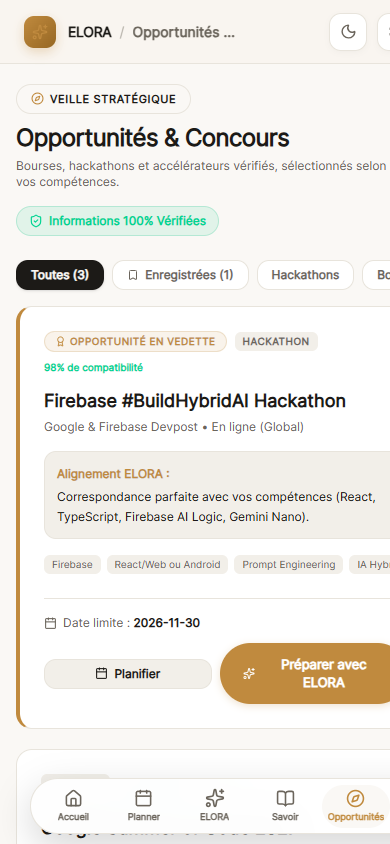 ELORA / Opportunités ...
VEILLE STRATÉGIQUE
Opportunités & Concours
Bourses, hackathons et accélérateurs vérifiés, sélectionnés selon
vos compétences.
Informations 100% Vérifiées
Toutes (3) Enregistrées (1) Hackathons
OPPORTUNITÉ EN VEDETTE HACKATHON
98% de compatibilité
Firebase #BuildHybridAI Hackathon
Google & Firebase Devpost • En ligne (Global)
Alignement ELORA :
Correspondance parfaite avec vos compétences (React,
TypeScript, Firebase AI Logic, Gemini Nano).
Firebase React/Web ou Android Prompt Engineering IA
Date limite : 2026-11-30
Planifier
Préparer avec
ELORA
Accueil Planner ELORA Savoir Opportunités